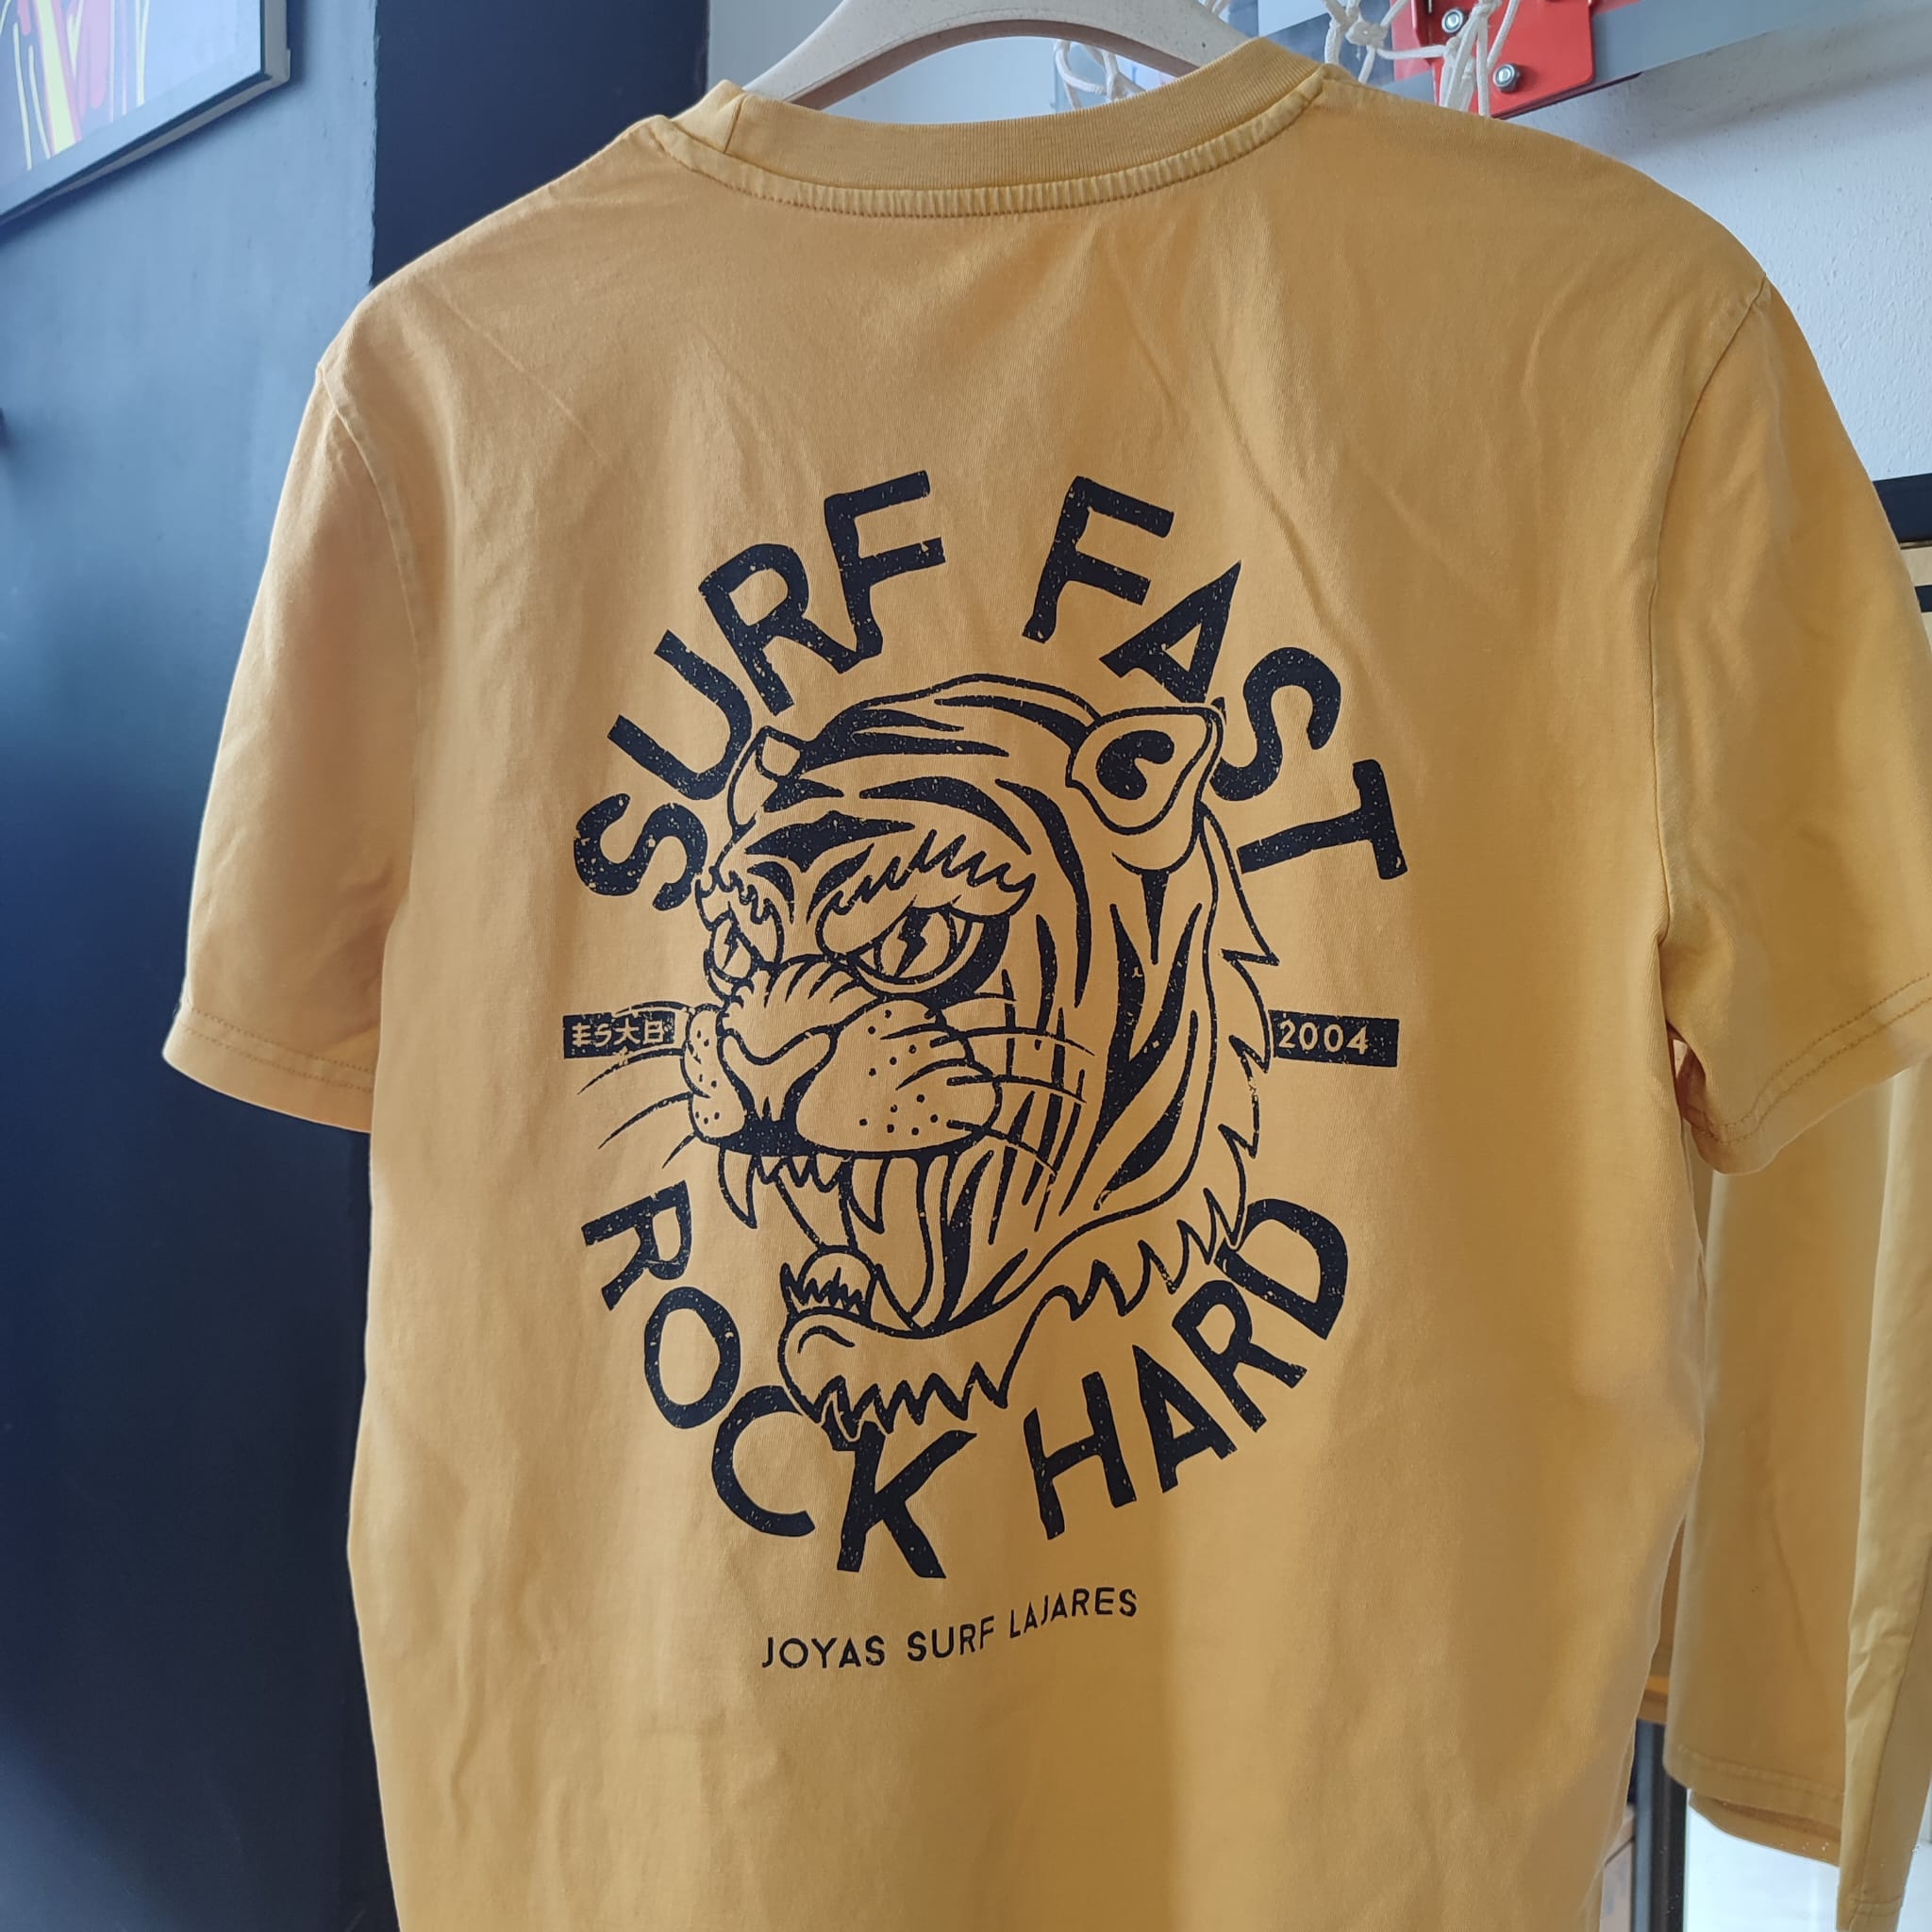 SURF FAST
2004
ROCK HARD
JOYAS SURF LAJARES